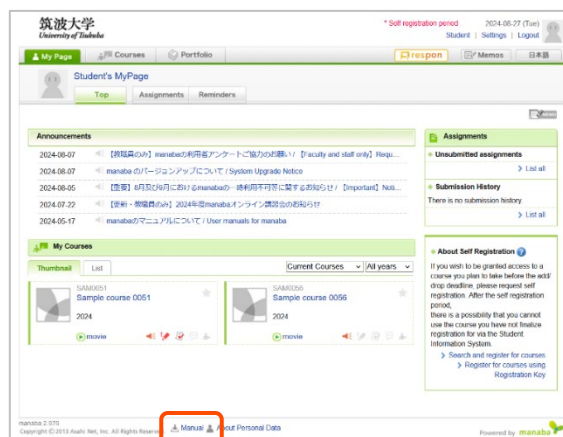 筑波大学
University of Tsukuba
* Self registration period 2024-08-27 (Tue)
Student | Settings | Logout
My Page Courses Portfolio respon Memos 日本語
Student's MyPage
Top Assignments Reminders
Announcements
2024-08-07 【教職員のみ】manabaの利用者アンケートご協力のお願い / 【Faculty and staff only】Requ...
2024-08-07 manaba のバージョンアップについて / System Upgrade Notice
2024-08-05 【重要】8月及び9月におけるmanabaの一時利用不可等に関するお知らせ / 【Important】Noti...
2024-07-22 【更新・教職員のみ】2024年度manabaオンライン講習会のお知らせ
2024-05-17 manabaのマニュアルについて / User manuals for manaba
My Courses
Thumbnail List Current Courses All years
SAM0051
Sample course 0051
2024
movie
SAM0056
Sample course 0056
2024
movie
Assignments
Unsubmitted assignments
List all
Submission History
There is no submission history.
List all
About Self Registration
If you wish to be granted access to a
course you plan to take before the add/
drop deadline, please request self
registration. After the self registration
period,
there is a possibility that you cannot
use the course you have not finalize
registration for via the Student
Information System.
Search and register for courses
Register for courses using
Registration Key
manaba 2.975
Copyright © 2013 Asahi Net, Inc. All Rights Reserve
Manual About Personal Data
Powered by manaba